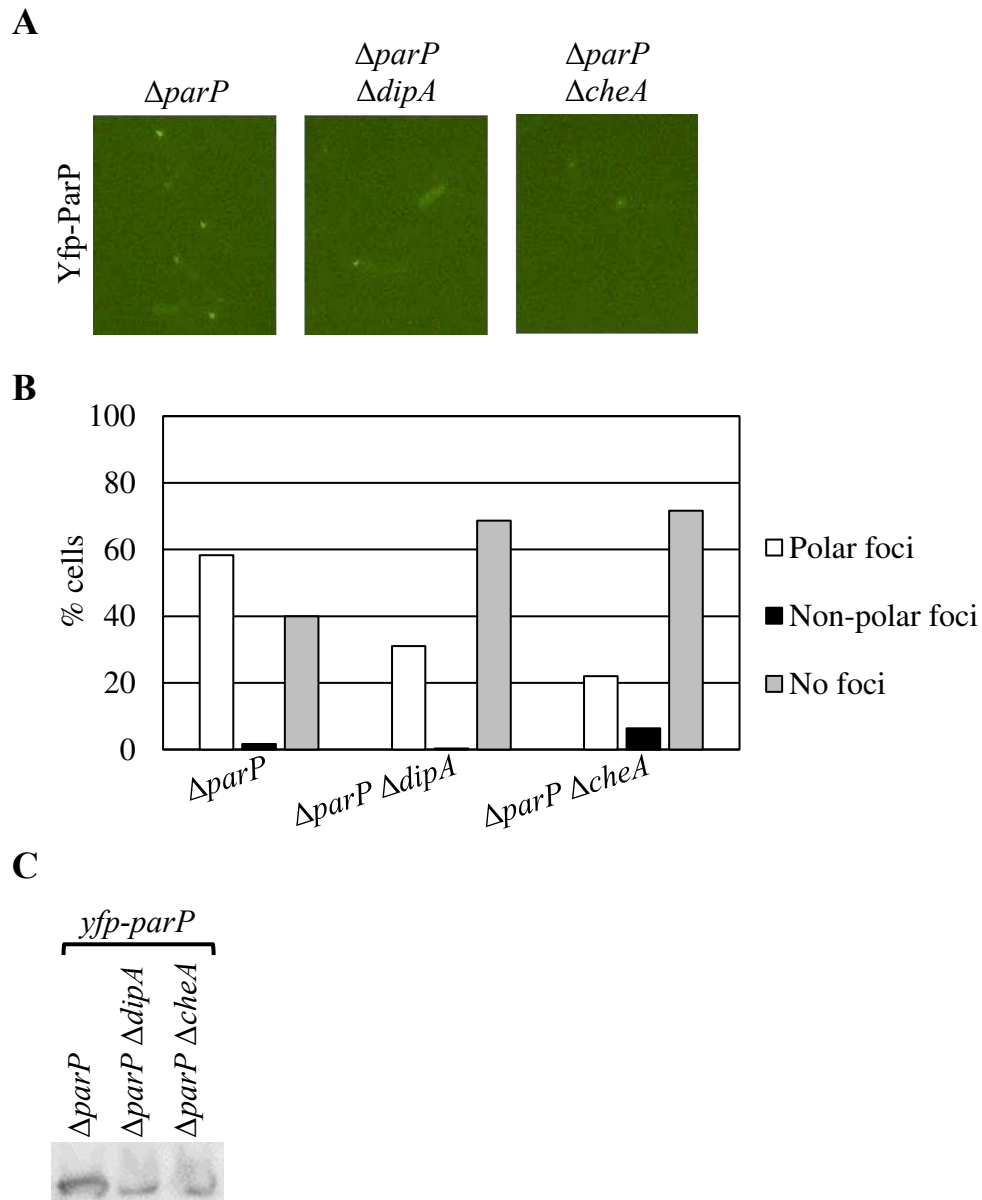 A
ΔparP
ΔparP
ΔdipA
ΔparP
ΔcheA
Yfp-ParP
B
100
80
60
40
20
0
% cells
ΔparP
ΔparP ΔdipA
ΔparP ΔcheA
Polar foci
Non-polar foci
No foci
C
yfp-parP
ΔparP
ΔparP ΔdipA
ΔparP ΔcheA